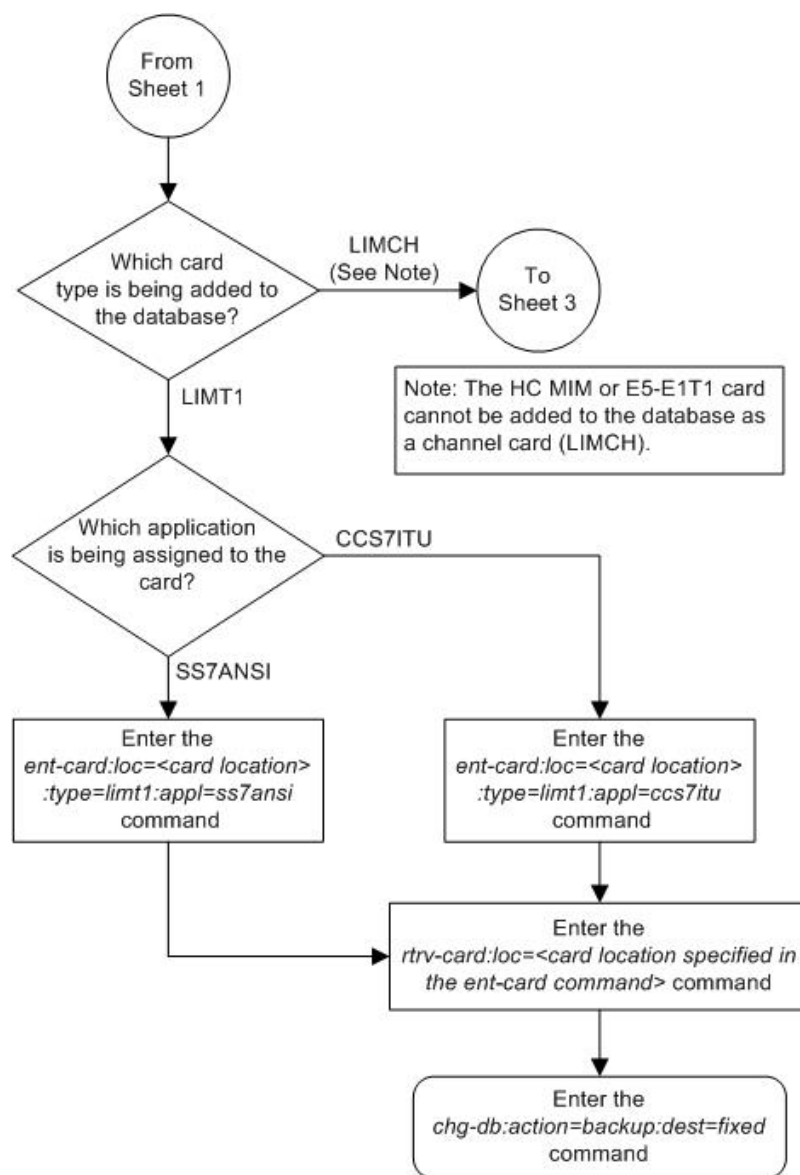 From
Sheet 1
Which card
type is being added to
the database?
LIMCH
(See Note)
To
Sheet 3
Note: The HC MIM or E5-E1T1 card
cannot be added to the database as
a channel card (LIMCH).
LIMT1
Which application
is being assigned to the
card?
CCS7ITU
SS7ANSI
Enter the
ent-card:loc=<card location>
:type=limt1:appl=ss7ansi
command
Enter the
ent-card:loc=<card location>
:type=limt1:appl=ccs7itu
command
Enter the
rtrv-card:loc=<card location specified in
the ent-card command> command
Enter the
chg-db:action=backup:dest=fixed
command